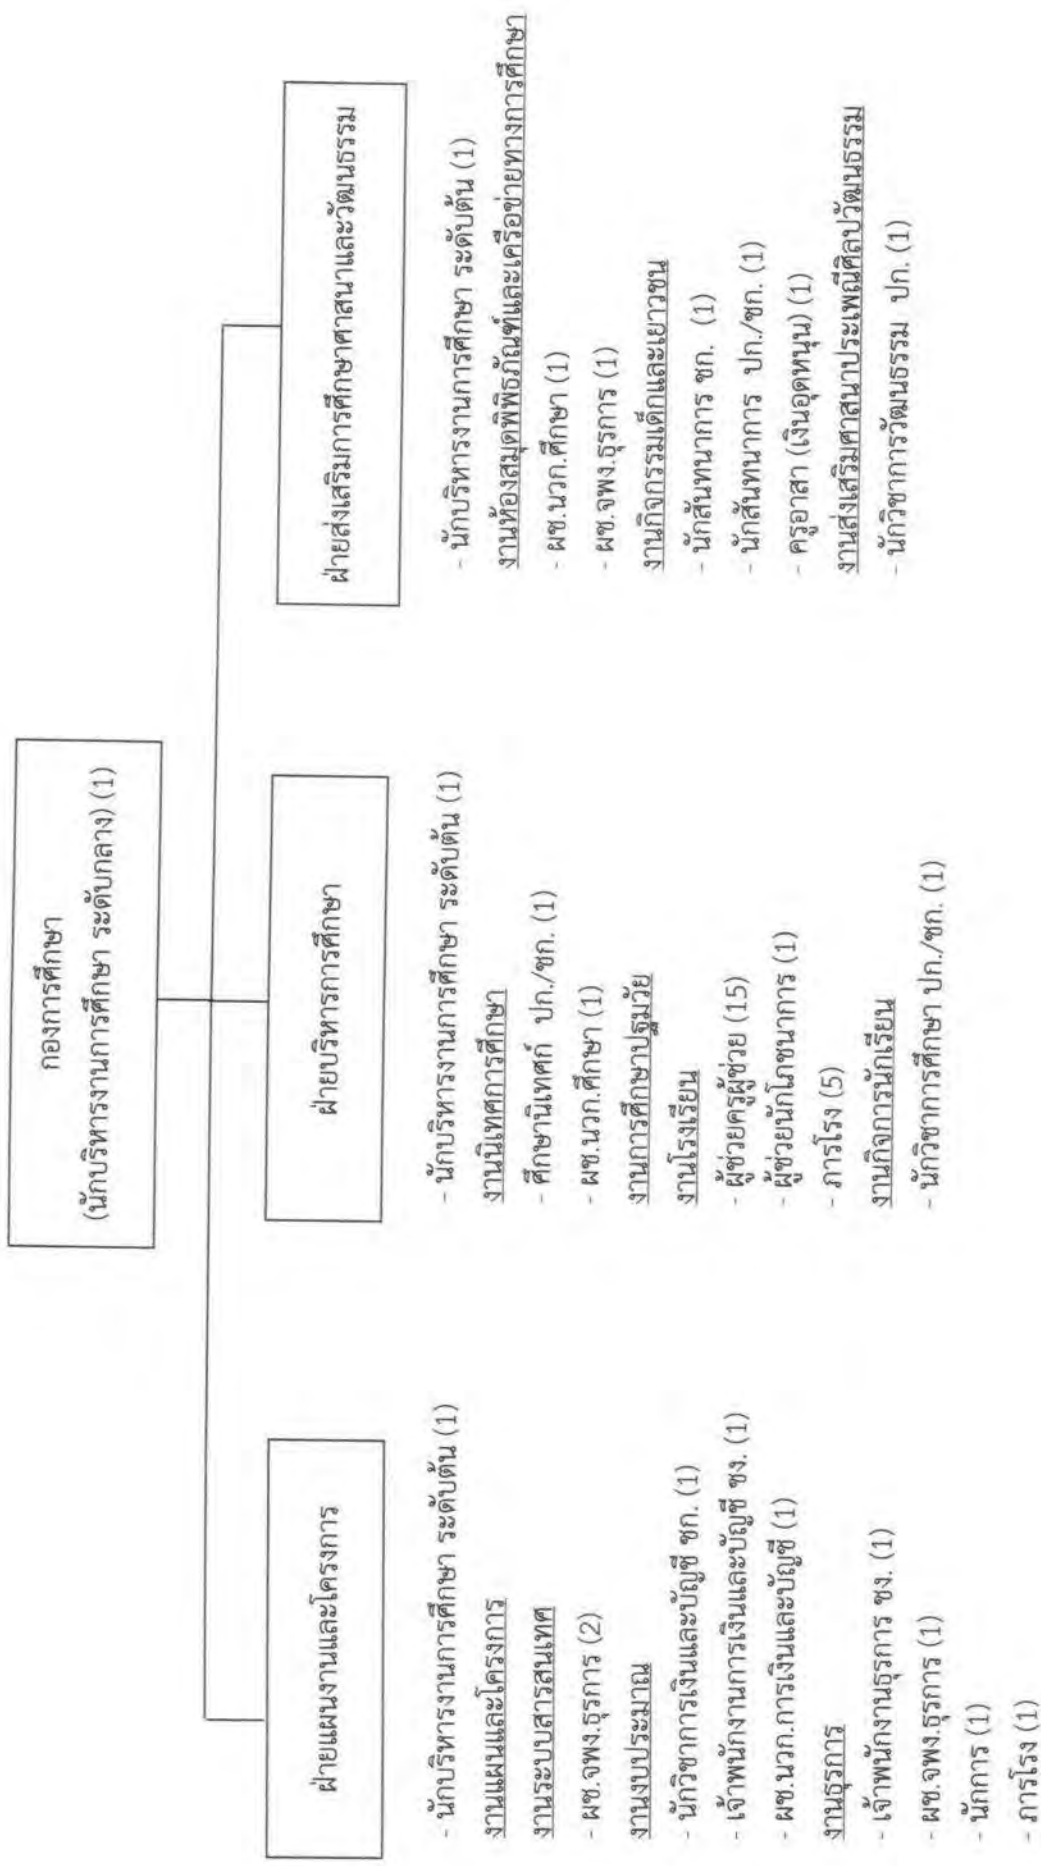 กองการศึกษา
(นักบริหารงานการศึกษา ระดับกลาง) (1)
ฝ่ายแผนงานและโครงการ
- นักบริหารงานการศึกษา ระดับต้น (1)
งานแผนและโครงการ
งานระบบสารสนเทศ
- ผช.จพง.ธุรการ (2)
งานงบประมาณ
- นักวิชาการเงินและบัญชี ชก. (1)
- เจ้าพนักงานการเงินและบัญชี ชง. (1)
- ผช.นวก.การเงินและบัญชี (1)
งานธุรการ
- เจ้าพนักงานธุรการ ชง. (1)
- ผช.จพง.ธุรการ (1)
- นักการ (1)
- ภารโรง (1)
ฝ่ายบริหารการศึกษา
- นักบริหารงานการศึกษา ระดับต้น (1)
งานนิเทศการศึกษา
- ศึกษานิเทศก์ ปก./ชก. (1)
- ผช.นวก.ศึกษา (1)
งานการศึกษาปฐมวัย
งานโรงเรียน
- ผู้ช่วยครูผู้ช่วย (15)
- ผู้ช่วยนักโภชนาการ (1)
- ภารโรง (5)
งานกิจการนักเรียน
- นักวิชาการศึกษา ปก./ชก. (1)
ฝ่ายส่งเสริมการศึกษาศาสนาและวัฒนธรรม
- นักบริหารงานการศึกษา ระดับต้น (1)
งานห้องสมุดพิพิธภัณฑ์และเครือข่ายทางการศึกษา
- ผช.นวก.ศึกษา (1)
- ผช.จพง.ธุรการ (1)
งานกิจกรรมเด็กและเยาวชน
- นักสันทนาการ ชก. (1)
- นักสันทนาการ ปก./ชก. (1)
- ครูอาสา (เงินอุดหนุน) (1)
งานส่งเสริมศาสนาประเพณีศิลปวัฒนธรรม
- นักวิชาการวัฒนธรรม ปก. (1)